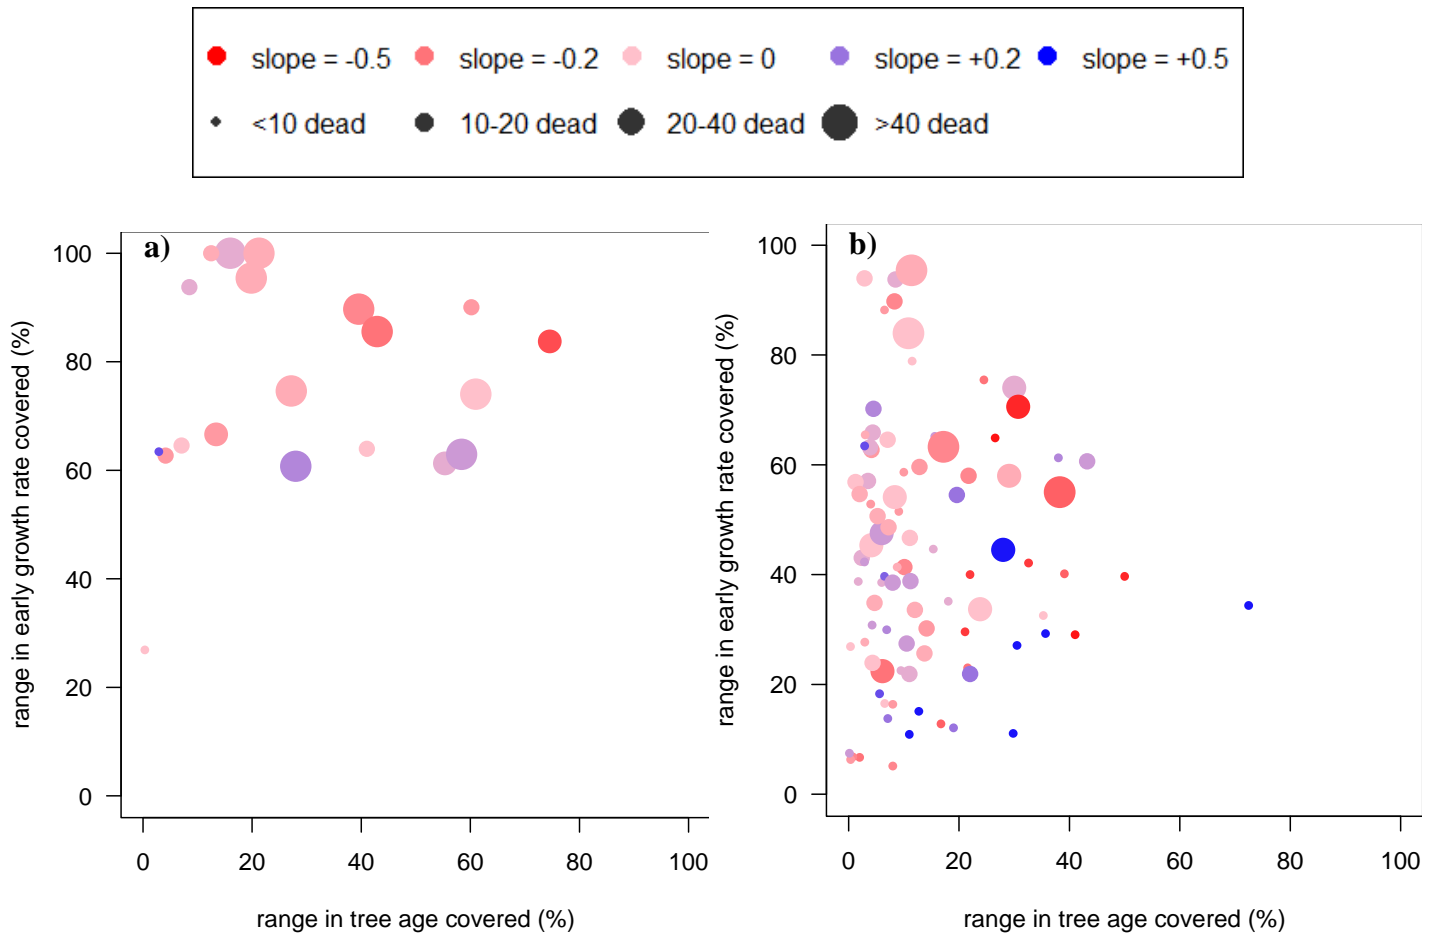 slope = -0.5 slope = -0.2 slope = 0 slope = +0.2 slope = +0.5
<10 dead 10-20 dead 20-40 dead >40 dead
a)
range in early growth rate covered (%)
100
80
60
40
20
0
0 20 40 60 80 100
range in tree age covered (%)
b)
range in early growth rate covered (%)
100
80
60
40
20
0
0 20 40 60 80 100
range in tree age covered (%)